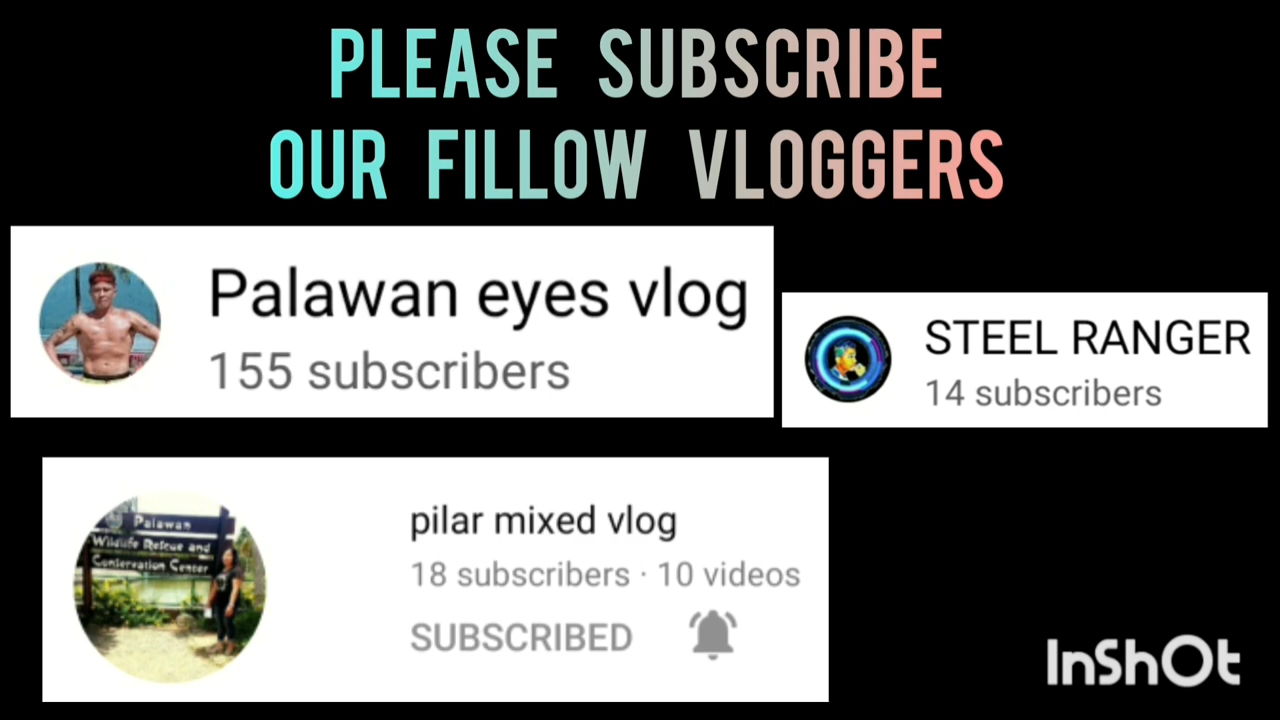 PLEASE SUBSCRIBE
OUR FILLOW VLOGGERS
Palawan eyes vlog
155 subscribers
STEEL RANGER
14 subscribers
Palawan
Wildlife Rescue and
Conservation Center
pilar mixed vlog
18 subscribers · 10 videos
SUBSCRIBED
InShOt